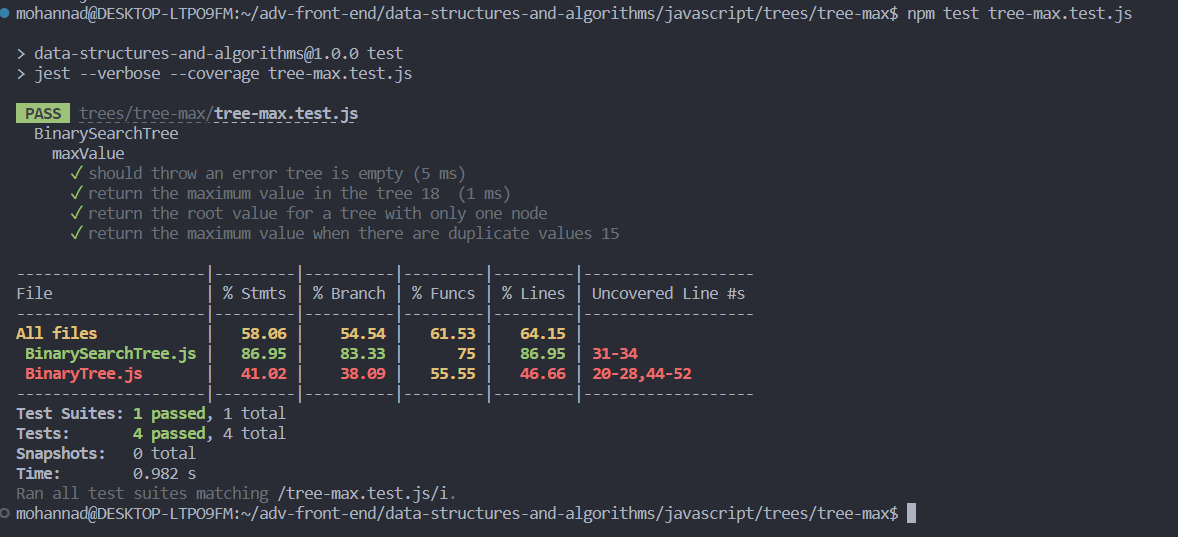 mohannad@DESKTOP-LTPO9FM:~/adv-front-end/data-structures-and-algorithms/javascript/trees/tree-max$ npm test tree-max.test.js
> data-structures-and-algorithms@1.0.0 test
> jest --verbose --coverage tree-max.test.js
PASS trees/tree-max/tree-max.test.js
BinarySearchTree
maxValue
✓ should throw an error tree is empty (5 ms)
✓ return the maximum value in the tree 18 (1 ms)
✓ return the root value for a tree with only one node
✓ return the maximum value when there are duplicate values 15
---------------------|---------|----------|---------|---------|-------------------
File | % Stmts | % Branch | % Funcs | % Lines | Uncovered Line #s
---------------------|---------|----------|---------|---------|-------------------
All files | 58.06 | 54.54 | 61.53 | 64.15 |
BinarySearchTree.js | 86.95 | 83.33 | 75 | 86.95 | 31-34
BinaryTree.js | 41.02 | 38.09 | 55.55 | 46.66 | 20-28,44-52
---------------------|---------|----------|---------|---------|-------------------
Test Suites: 1 passed, 1 total
Tests: 4 passed, 4 total
Snapshots: 0 total
Time: 0.982 s
Ran all test suites matching /tree-max.test.js/i.
mohannad@DESKTOP-LTPO9FM:~/adv-front-end/data-structures-and-algorithms/javascript/trees/tree-max$